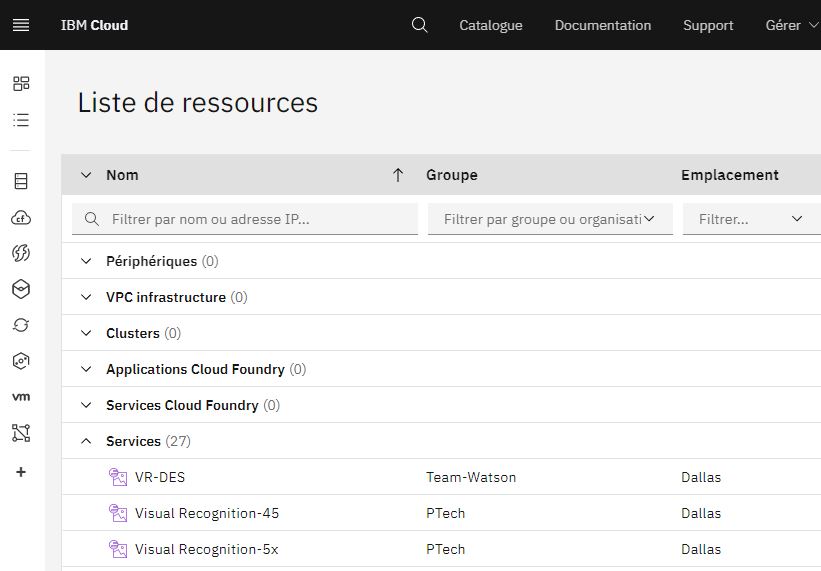 IBM Cloud Catalogue Documentation Support Gérer
Liste de ressources
Nom Groupe Emplacement
Filtrer par nom ou adresse IP... Filtrer par groupe ou organisati Filtrer...
Périphériques (0)
VPC infrastructure (0)
Clusters (0)
Applications Cloud Foundry (0)
cf
Services Cloud Foundry (0)
vm
Services (27)
VR-DES Team-Watson Dallas
Visual Recognition-45 PTech Dallas
Visual Recognition-5x PTech Dallas